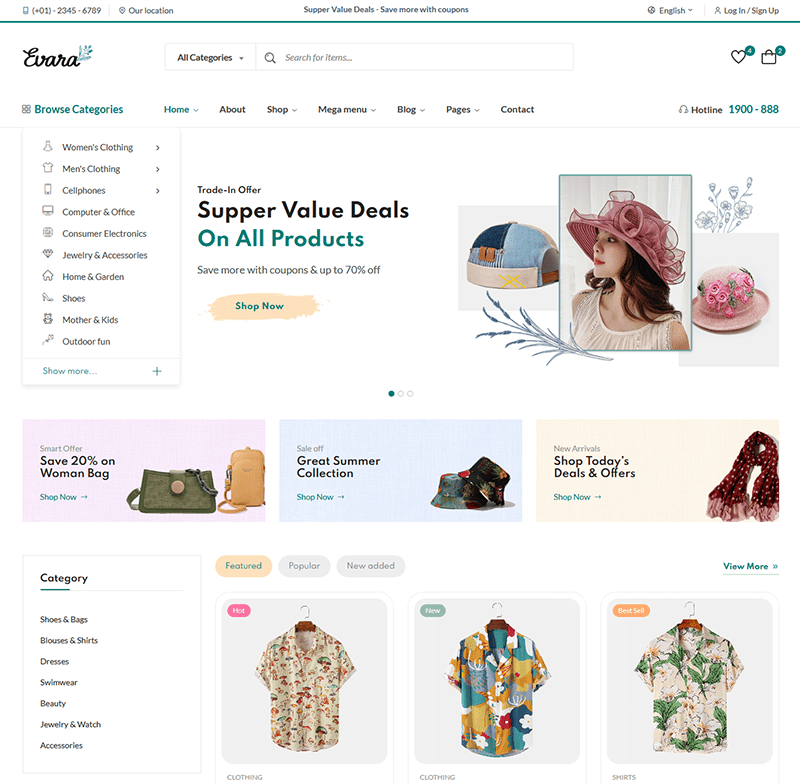 (+01) - 2345 - 6789
Our location
Supper Value Deals - Save more with coupons
English
Log In / Sign Up
Evara
All Categories
Search for items...
4
2
Browse Categories
Home
About
Shop
Mega menu
Blog
Pages
Contact
Hotline 1900 - 888
Women's Clothing
Men's Clothing
Cellphones
Computer & Office
Consumer Electronics
Jewelry & Accessories
Home & Garden
Shoes
Mother & Kids
Outdoor fun
Show more...
Trade-In Offer
Supper Value Deals
On All Products
Save more with coupons & up to 70% off
Shop Now
Smart Offer
Save 20% on
Woman Bag
Shop Now →
Sale off
Great Summer
Collection
Shop Now →
New Arrivals
Shop Today's
Deals & Offers
Shop Now →
Category
Shoes & Bags
Blouses & Shirts
Dresses
Swimwear
Beauty
Jewelry & Watch
Accessories
Featured
Popular
New added
View More »
Hot
CLOTHING
New
CLOTHING
Best Sell
SHIRTS